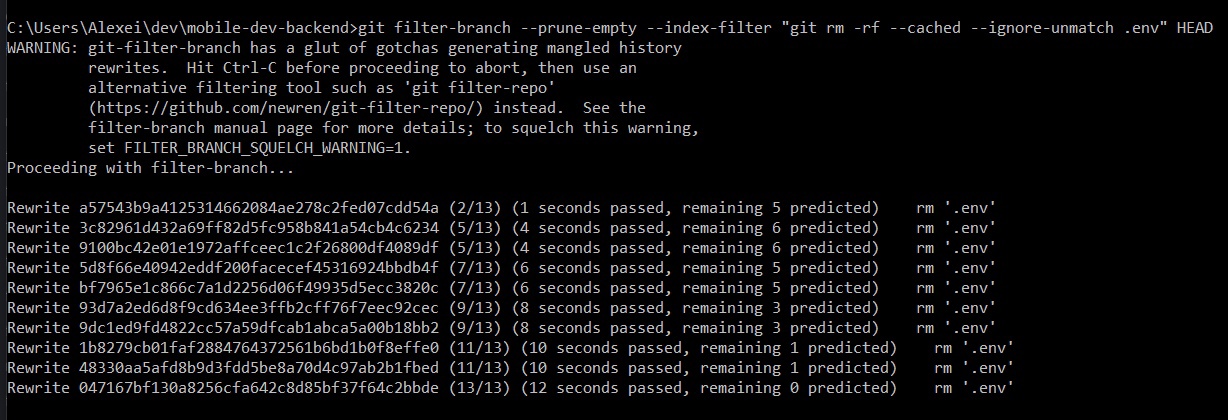 C:\Users\Alexei\dev\mobile-dev-backend>git filter-branch --prune-empty --index-filter "git rm -rf --cached --ignore-unmatch .env" HEAD
WARNING: git-filter-branch has a glut of gotchas generating mangled history
rewrites.  Hit Ctrl-C before proceeding to abort, then use an
alternative filtering tool such as 'git filter-repo'
(https://github.com/newren/git-filter-repo/) instead.  See the
filter-branch manual page for more details; to squelch this warning,
set FILTER_BRANCH_SQUELCH_WARNING=1.
Proceeding with filter-branch...
Rewrite a57543b9a4125314662084ae278c2fed07cdd54a (2/13) (1 seconds passed, remaining 5 predicted)    rm '.env'
Rewrite 3c82961d432a69ff82d5fc958b841a54cb4c6234 (5/13) (4 seconds passed, remaining 6 predicted)    rm '.env'
Rewrite 9100bc42e01e1972affceec1c2f26800df4089df (5/13) (4 seconds passed, remaining 6 predicted)    rm '.env'
Rewrite 5d8f66e40942eddf200facecef45316924bbdb4f (7/13) (6 seconds passed, remaining 5 predicted)    rm '.env'
Rewrite bf7965e1c866c7a1d2256d06f49935d5ecc3820c (7/13) (6 seconds passed, remaining 5 predicted)    rm '.env'
Rewrite 93d7a2ed6d8f9cd634ee3ffb2cff76f7eec92cec (9/13) (8 seconds passed, remaining 3 predicted)    rm '.env'
Rewrite 9dc1ed9fd4822cc57a59dfcab1abca5a00b18bb2 (9/13) (8 seconds passed, remaining 3 predicted)    rm '.env'
Rewrite 1b8279cb01faf2884764372561b6bd1b0f8effe0 (11/13) (10 seconds passed, remaining 1 predicted)    rm '.env'
Rewrite 48330aa5afd8b9d3fdd5be8a70d4c97ab2b1fbed (11/13) (10 seconds passed, remaining 1 predicted)    rm '.env'
Rewrite 047167bf130a8256cfa642c8d85bf37f64c2bbde (13/13) (12 seconds passed, remaining 0 predicted)    rm '.env'